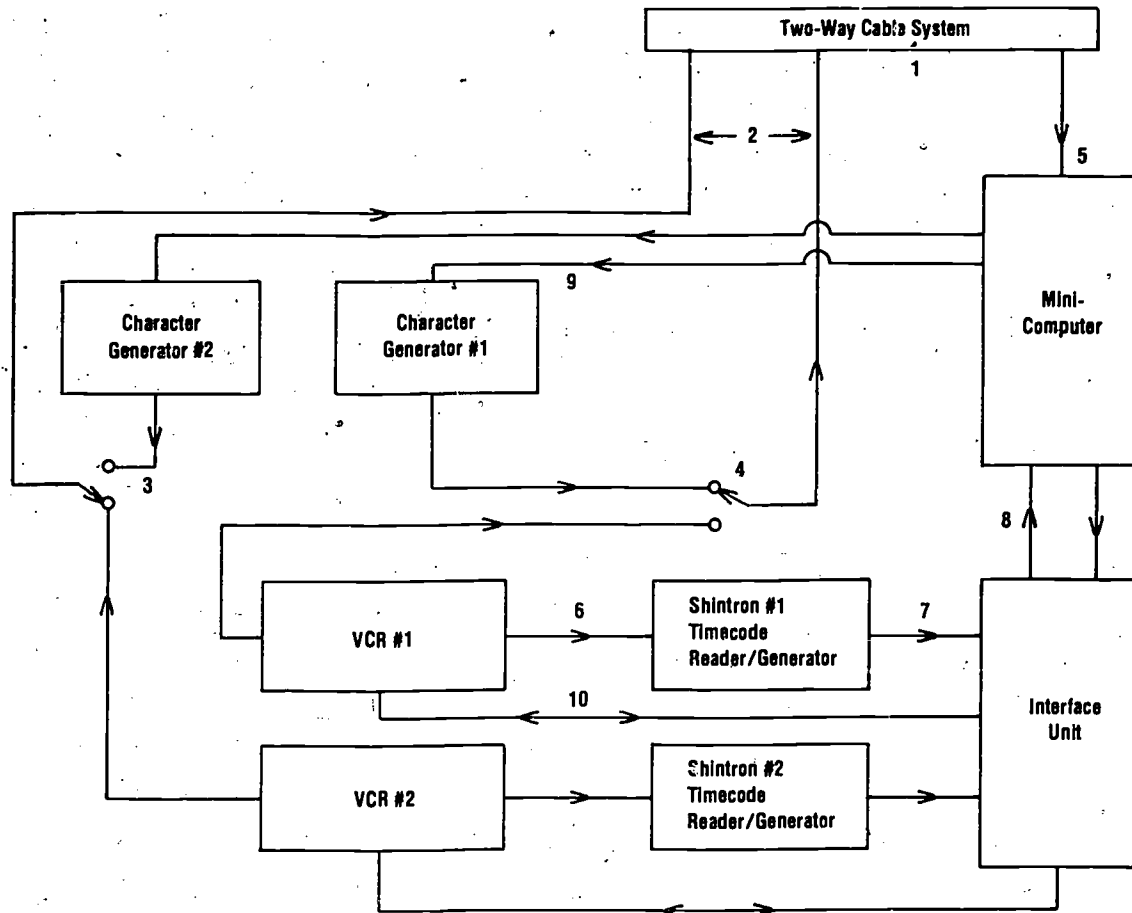 Two-Way Cable System
1
2
5
9
Mini-
Computer
Character
Generator #2
Character
Generator #1
3
4
8
VCR #1
6
Shintron #1
Timecode
Reader/Generator
7
10
Interface
Unit
VCR #2
Shintron #2
Timecode
Reader/Generator